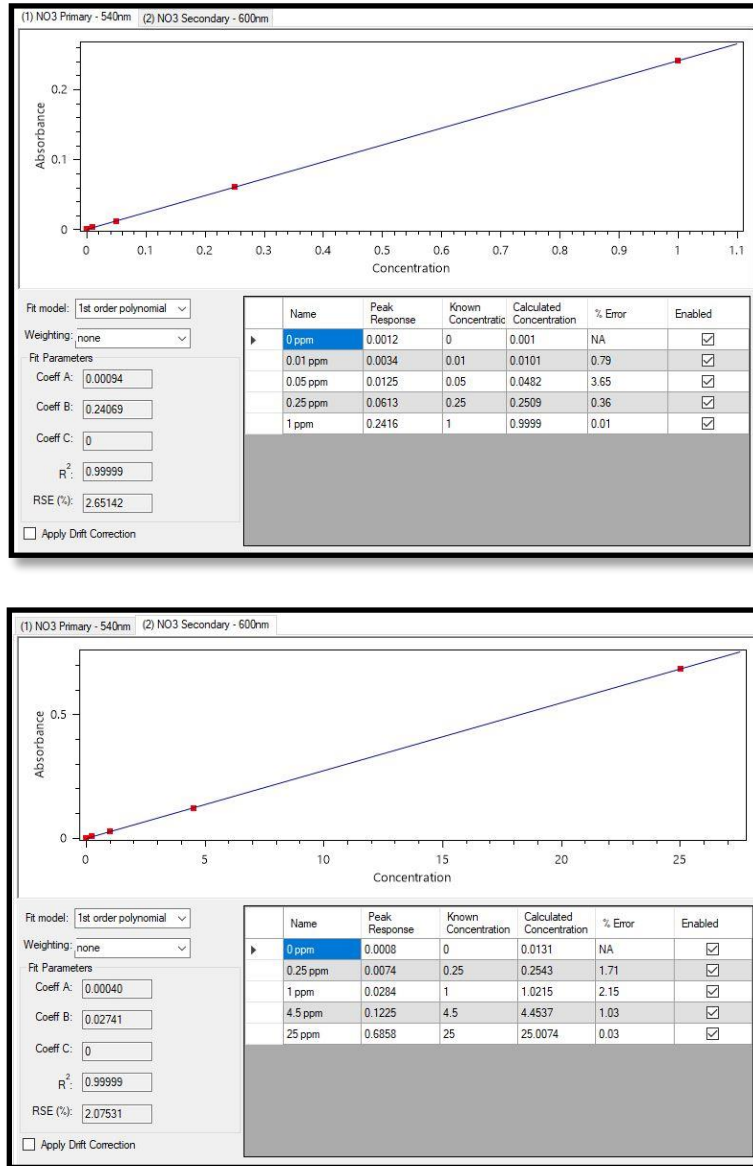 (1) NO3 Primary - 540nm (2) NO3 Secondary - 600nm
0.2
0.1
0
Absorbance
0 0.1 0.2 0.3 0.4 0.5 0.6 0.7 0.8 0.9 1 1.1
Concentration
Fit model: 1st order polynomial
Weighting: none
Fit Parameters
Coeff A: 0.00094
Coeff B: 0.24069
Coeff C: 0
R2: 0.99999
RSE (%): 2.65142
Apply Drift Correction
Name Peak Response Known Concentratio Calculated Concentration % Error Enabled
0 ppm 0.0012 0 0.001 NA
0.01 ppm 0.0034 0.01 0.0101 0.79
0.05 ppm 0.0125 0.05 0.0482 3.65
0.25 ppm 0.0613 0.25 0.2509 0.36
1 ppm 0.2416 1 0.9999 0.01
(1) NO3 Primary - 540nm (2) NO3 Secondary - 600nm
0.5
0
Absorbance
0 5 10 15 20 25
Concentration
Fit model: 1st order polynomial
Weighting: none
Fit Parameters
Coeff A: 0.00040
Coeff B: 0.02741
Coeff C: 0
R2: 0.99999
RSE (%): 2.07531
Apply Drift Correction
Name Peak Response Known Concentration Calculated Concentration % Error Enabled
0 ppm 0.0008 0 0.0131 NA
0.25 ppm 0.0074 0.25 0.2543 1.71
1 ppm 0.0284 1 1.0215 2.15
4.5 ppm 0.1225 4.5 4.4537 1.03
25 ppm 0.6858 25 25.0074 0.03